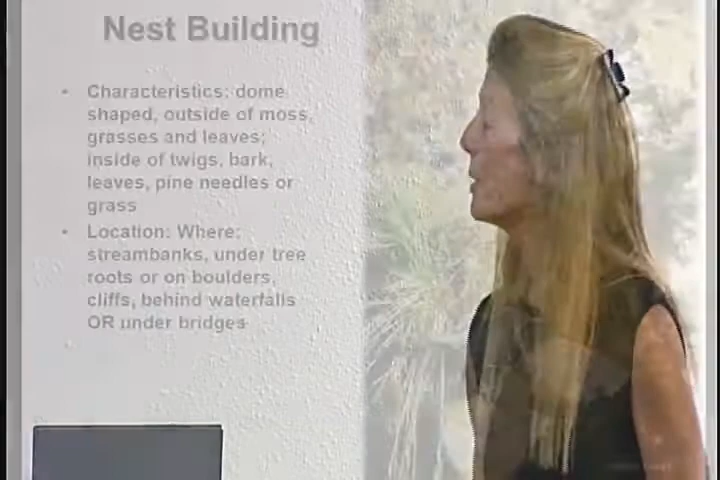 Nest Building
• Characteristics: dome
shaped, outside of moss,
grasses and leaves;
inside of twigs, bark,
leaves, pine needles or
grass
• Location: Where:
streambanks, under tree
roots or on boulders,
cliffs, behind waterfalls
OR under bridges